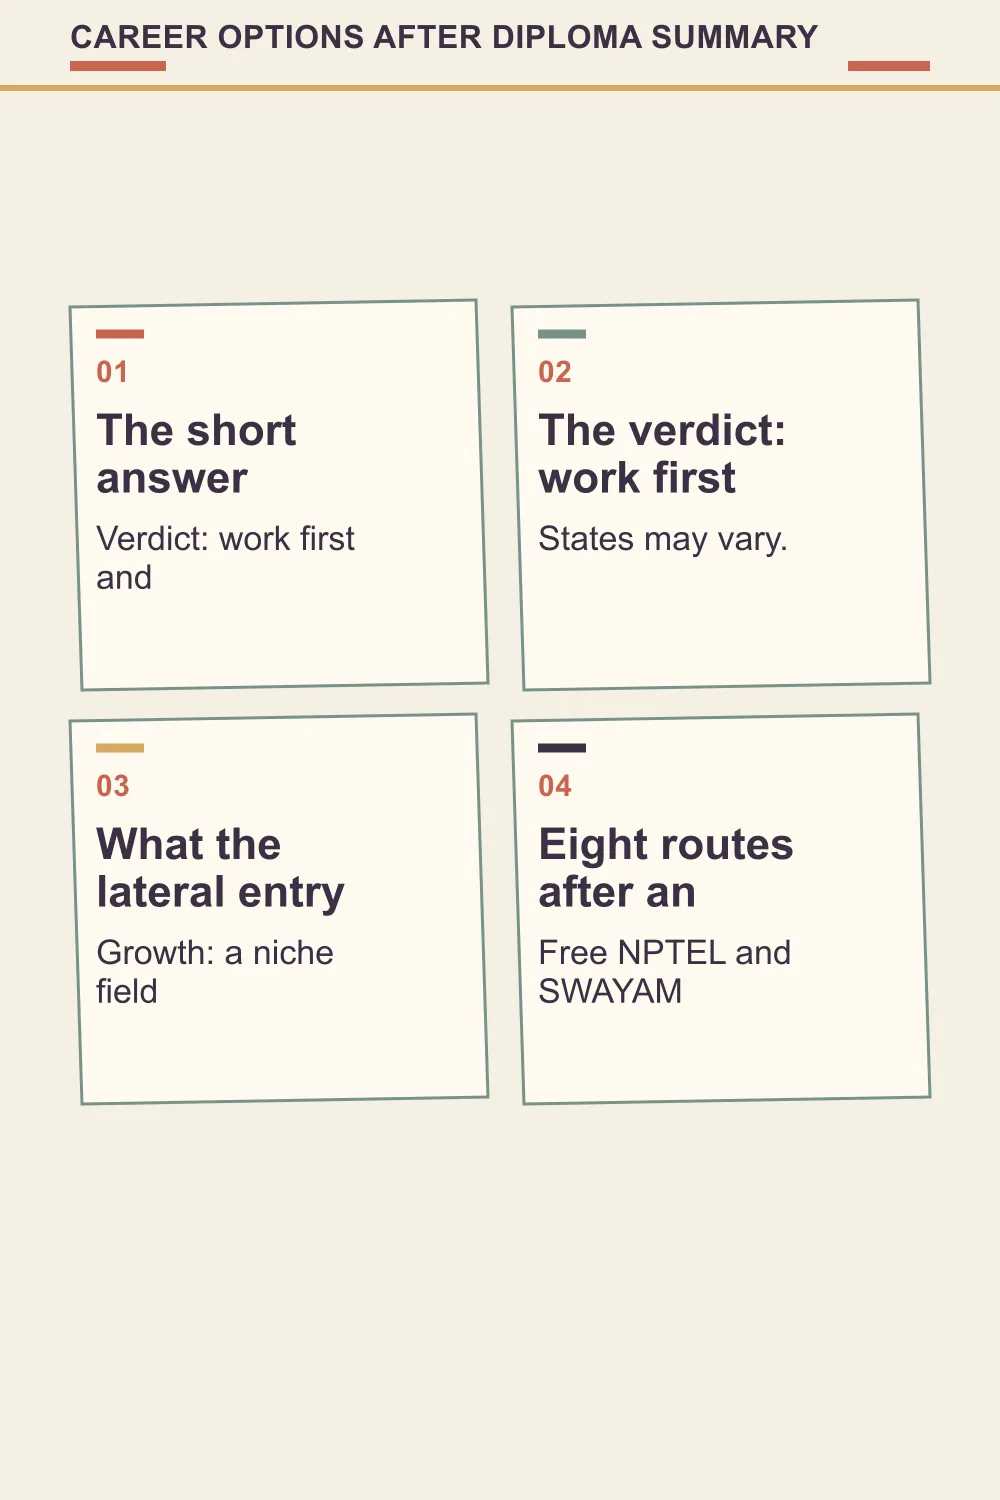 CAREER OPTIONS AFTER DIPLOMA SUMMARY
01
The short
answer
Verdict: work first
and
02
The verdict:
work first
States may vary.
03
What the
lateral entry
Growth: a niche
field
04
Eight routes
after an
Free NPTEL and
SWAYAM